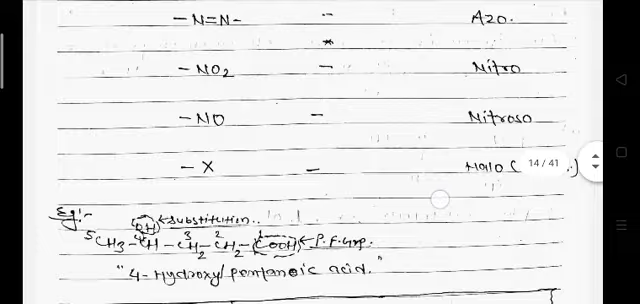 -N=N- - Azo.
-NO2 - Nitro
-NO - Nitroso
-X - Halo (
14/41
Eg:-
OH ← substitution..
5CH3-4CH-3CH2-2CH2-1COOH ← P.F. Grp.
"4-Hydroxy/pentanoic acid."